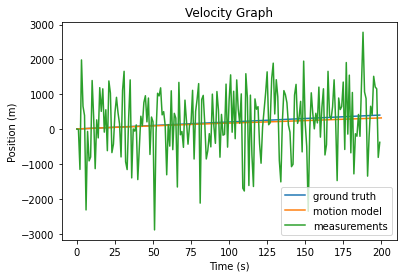 Velocity Graph
Position (m)
3000
2000
1000
0
−1000
−2000
−3000
0
25
50
75
100
125
150
175
200
Time (s)
ground truth
motion model
measurements